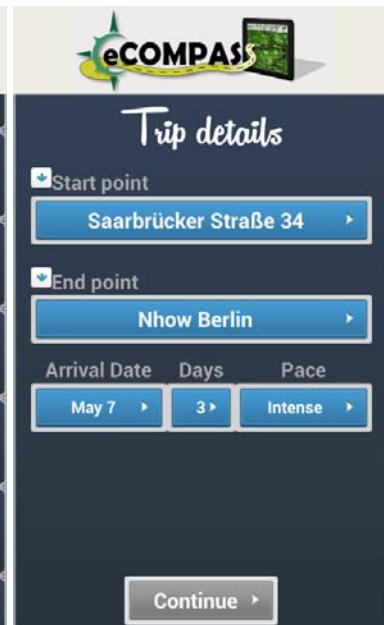 eCOMPASS
Trip details
Start point
Saarbrücker Straße 34
End point
Nhow Berlin
Arrival Date Days Pace
May 7 3 Intense
Continue